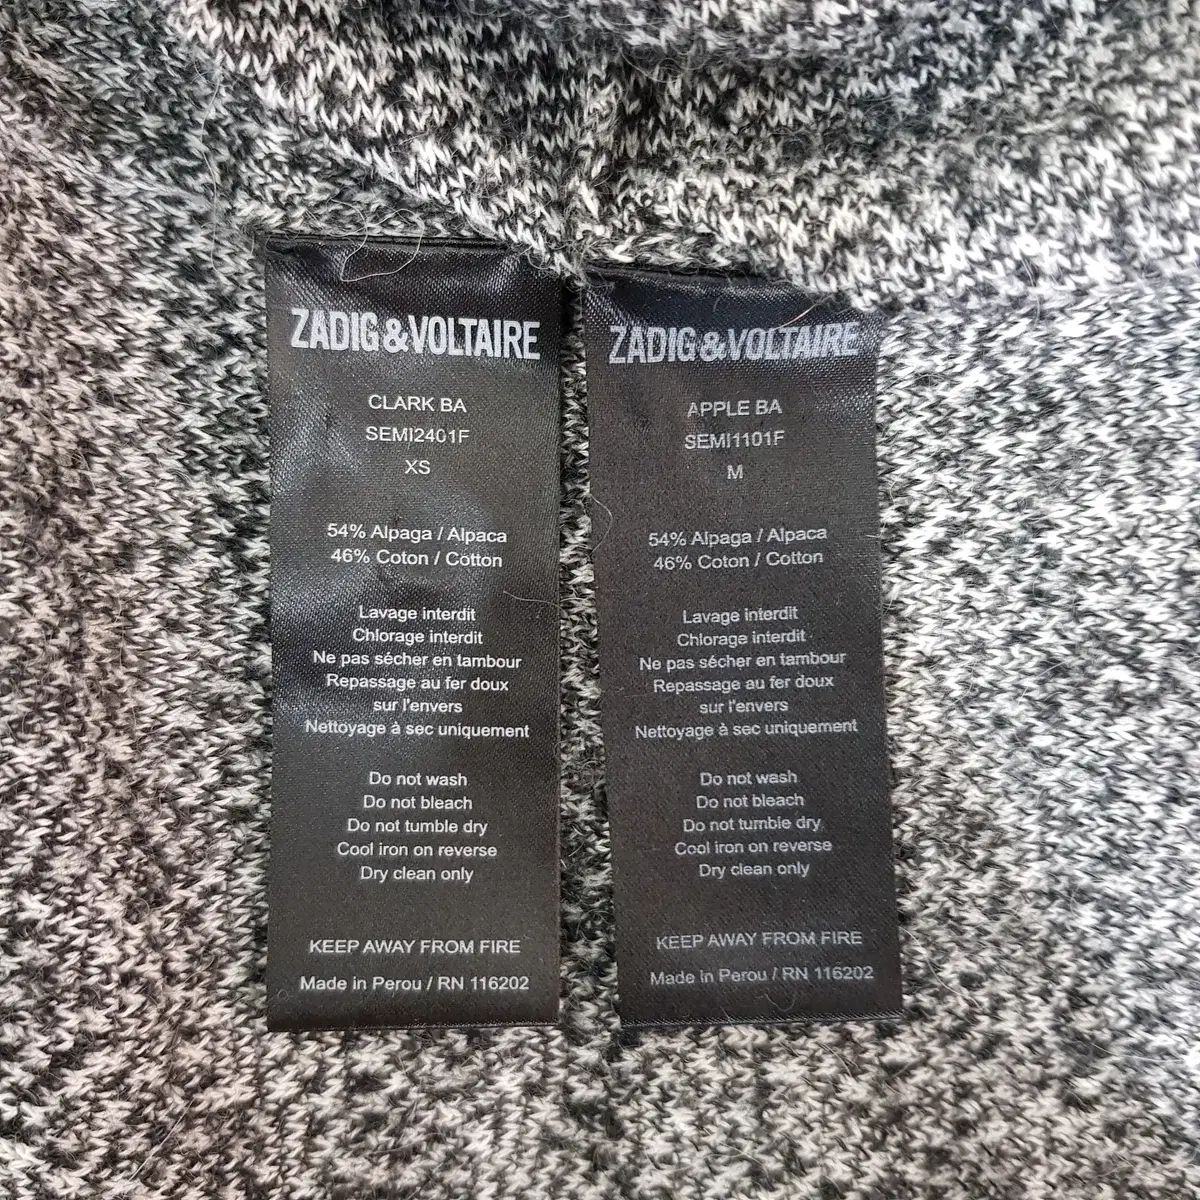 ZADIG&VOLTAIRE
CLARK BA
SEMI2401F
XS
54% Alpaga / Alpaca
46% Coton / Cotton
Lavage interdit
Chlorage interdit
Ne pas sécher en tambour
Repassage au fer doux
sur l'envers
Nettoyage à sec uniquement
Do not wash
Do not bleach
Do not tumble dry
Cool iron on reverse
Dry clean only
KEEP AWAY FROM FIRE
Made in Perou / RN 116202
ZADIG&VOLTAIRE
APPLE BA
SEMI1101F
M
54% Alpaga / Alpaca
46% Coton / Cotton
Lavage interdit
Chlorage interdit
Ne pas sécher en tambour
Repassage au fer doux
sur l'envers
Nettoyage à sec uniquement
Do not wash
Do not bleach
Do not tumble dry
Cool iron on reverse
Dry clean only
KEEP AWAY FROM FIRE
Made in Perou / RN 116202